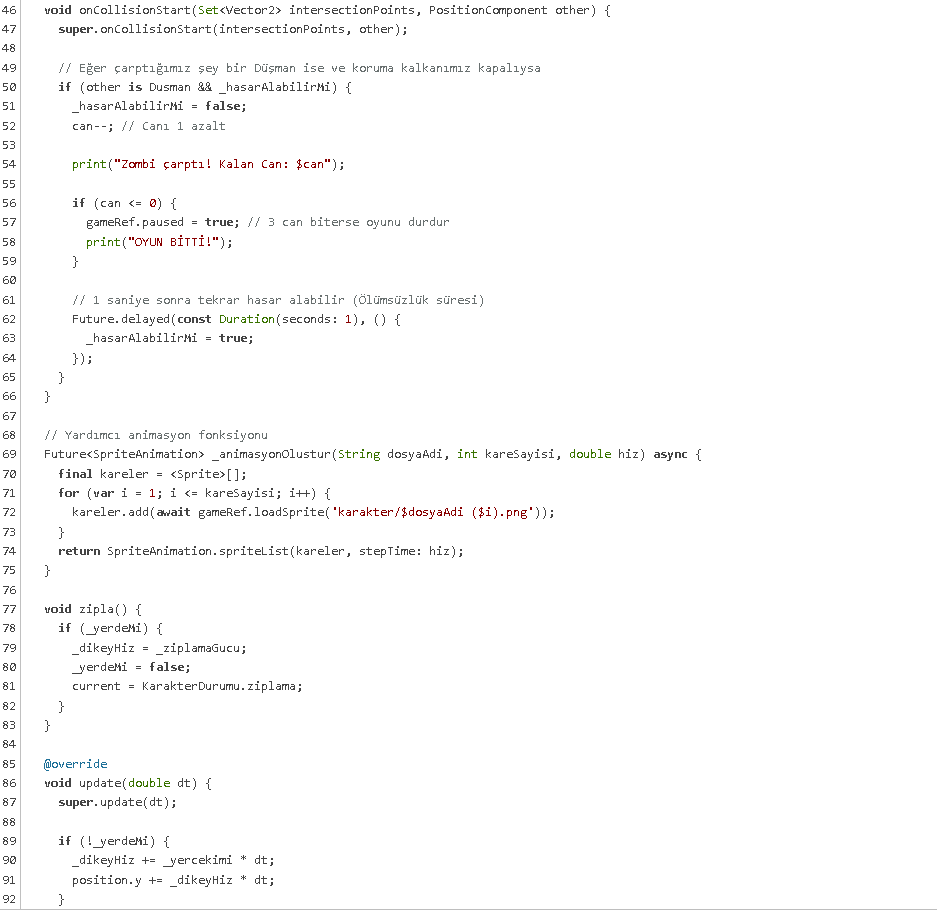 46 void onCollisionStart(Set<Vector2> intersectionPoints, PositionComponent other) {
47 super.onCollisionStart(intersectionPoints, other);
48
49 // Eğer çarptığımız şey bir Düşman ise ve koruma kalkanımız kapalıysa
50 if (other is Dusman && _hasarAlabilirMi) {
51 _hasarAlabilirMi = false;
52 can--; // Canı 1 azalt
53
54 print("Zombi çarptı! Kalan Can: $can");
55
56 if (can <= 0) {
57 gameRef.paused = true; // 3 can biterse oyunu durdur
58 print("OYUN BİTTİ!");
59 }
60
61 // 1 saniye sonra tekrar hasar alabilir (Ölümsüzlük süresi)
62 Future.delayed(const Duration(seconds: 1), () {
63 _hasarAlabilirMi = true;
64 });
65 }
66 }
67
68 // Yardımcı animasyon fonksiyonu
69 Future<SpriteAnimation> _animasyonOlustur(String dosyaAdi, int kareSayisi, double hiz) async {
70 final kareler = <Sprite>[];
71 for (var i = 1; i <= kareSayisi; i++) {
72 kareler.add(await gameRef.loadSprite('karakter/$dosyaAdi ($i).png'));
73 }
74 return SpriteAnimation.spriteList(kareler, stepTime: hiz);
75 }
76
77 void zipla() {
78 if (_yerdeMi) {
79 _dikeyHiz = _ziplamaGucu;
80 _yerdeMi = false;
81 current = KarakterDurumu.ziplama;
82 }
83 }
84
85 @override
86 void update(double dt) {
87 super.update(dt);
88
89 if (!_yerdeMi) {
90 _dikeyHiz += _yercekimi * dt;
91 position.y += _dikeyHiz * dt;
92 }